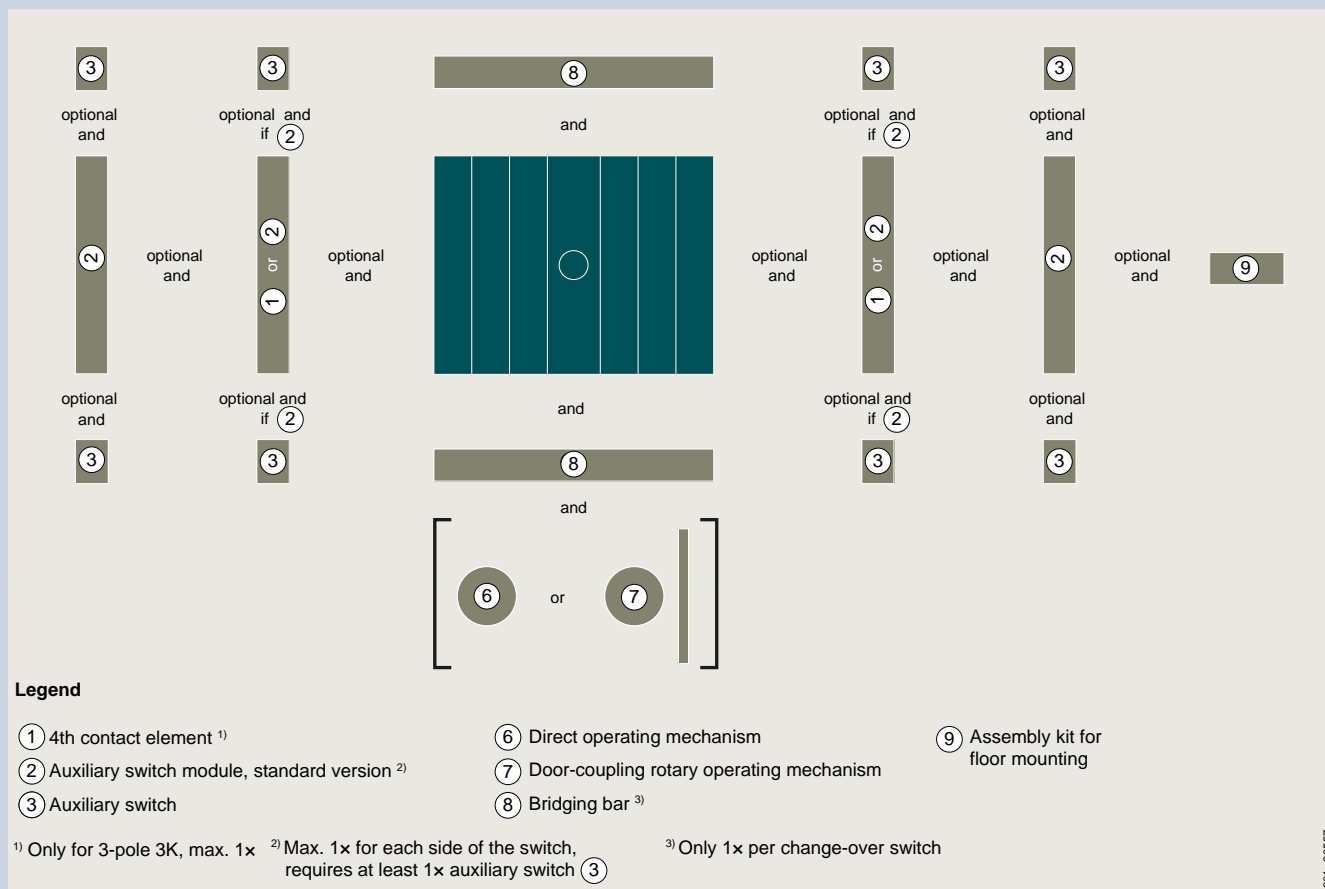 3 3 8 3 3
optional optional and and optional and optional
and if 2 if 2 and
2 optional 2 optional optional 2 optional 2 optional 9
and or and and or and and
1 1
optional optional and and optional and optional
and if 2 if 2 and
3 3 8 3 3
and
6 or 7
Legend
1 4th contact element 1) 6 Direct operating mechanism 9 Assembly kit for
floor mounting
2 Auxiliary switch module, standard version 2) 7 Door-coupling rotary operating mechanism
3 Auxiliary switch 8 Bridging bar 3)
1) Only for 3-pole 3K, max. 1× 2) Max. 1× for each side of the switch, 3) Only 1× per change-over switch
requires at least 1× auxiliary switch 3